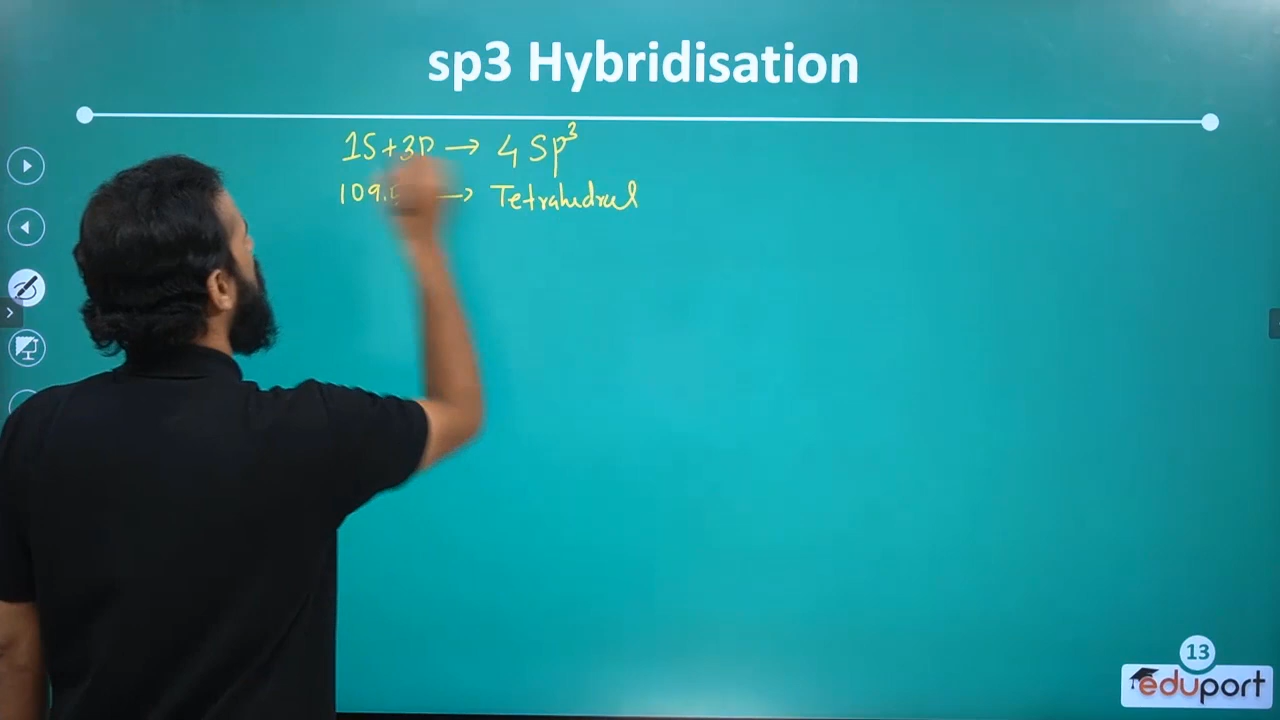 sp3 Hybridisation
1S+3P → 4 Sp³
109. → Tetrahedral
13
eduport